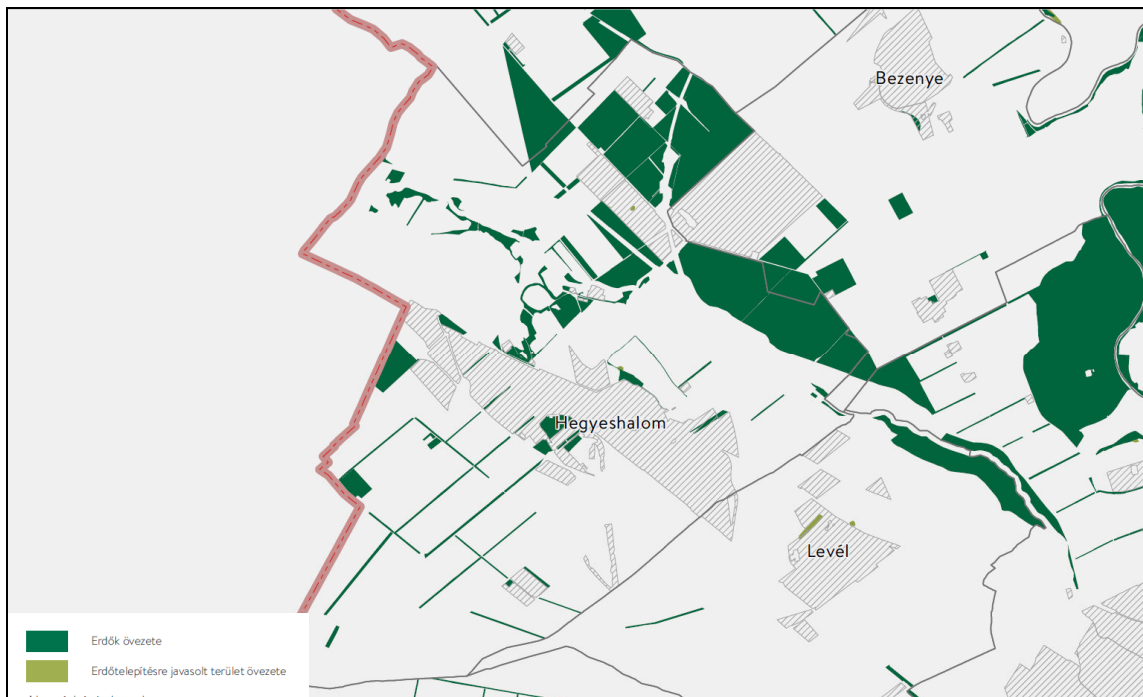 Bezenye
Hegyeshalom
Levél
Erdők övezete
Erdőtelepítésre javasolt terület övezete